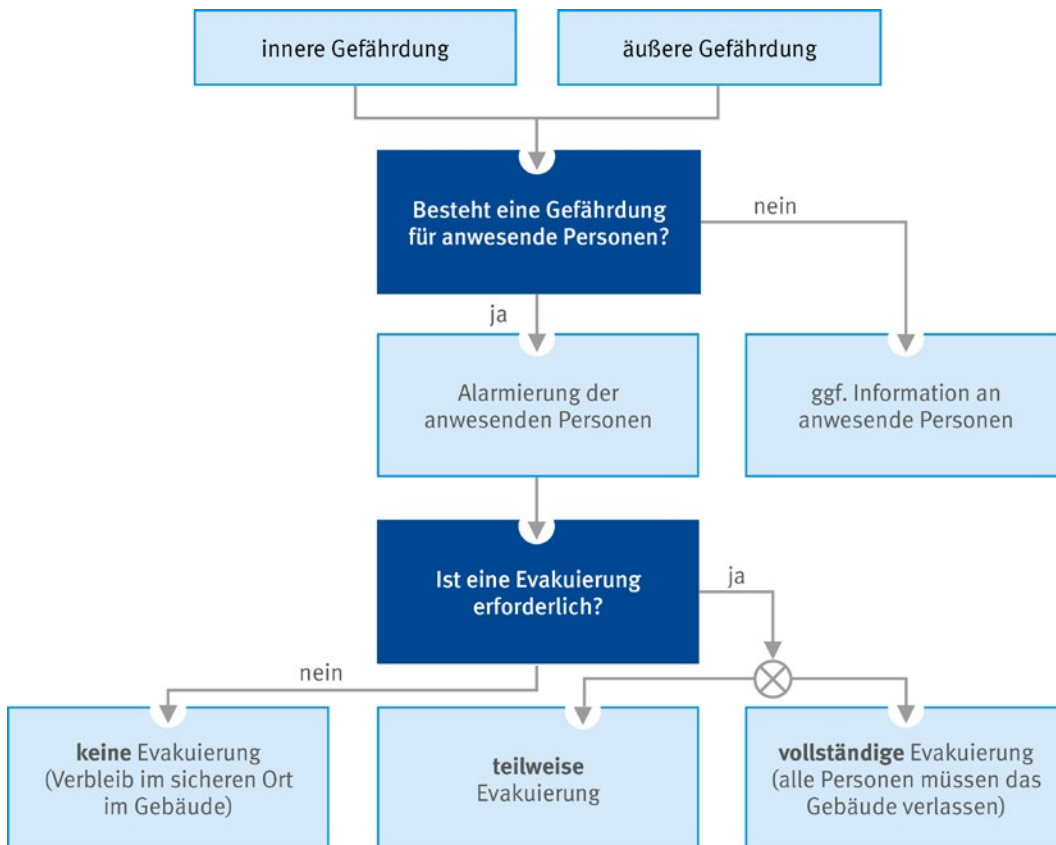 innere Gefährdung
äußere Gefährdung
Besteht eine Gefährdung
für anwesende Personen?
nein
ja
Alarmierung der
anwesenden Personen
ggf. Information an
anwesende Personen
Ist eine Evakuierung
erforderlich?
ja
nein
keine Evakuierung
(Verbleib im sicheren Ort
im Gebäude)
teilweise
Evakuierung
vollständige Evakuierung
(alle Personen müssen das
Gebäude verlassen)